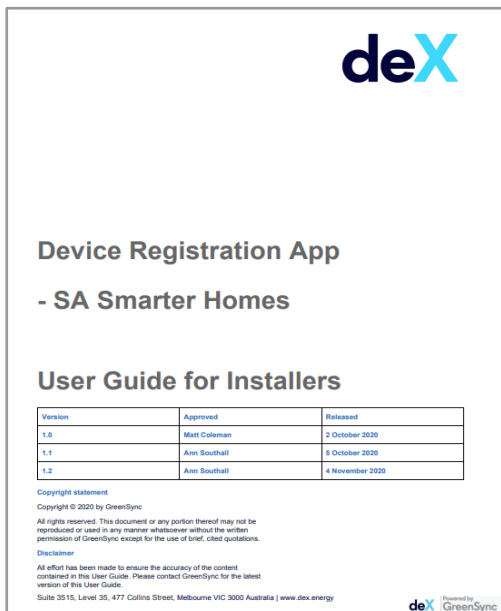 deX
Device Registration App
- SA Smarter Homes
User Guide for Installers
Version Approved Released
1.0 Matt Coleman 2 October 2020
1.1 Ann Southall 5 October 2020
1.2 Ann Southall 4 November 2020
Copyright statement
Copyright © 2020 by GreenSync
All rights reserved. This document or any portion thereof may not be
reproduced or used in any manner whatsoever without the written
permission of GreenSync except for the use of brief, cited quotations.
Disclaimer
All effort has been made to ensure the accuracy of the content
contained in this User Guide. Please contact GreenSync for the latest
version of this User Guide.
Suite 3515, Level 35, 477 Collins Street, Melbourne VIC 3000 Australia | www.dex.energy
deX Powered by
GreenSync